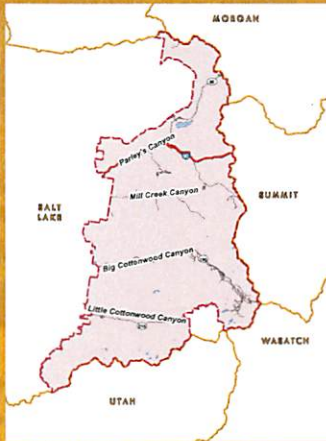 MORGAN
Parley's Canyon
SALT
LAKE
Mill Creek Canyon
SUMMIT
Big Cottonwood Canyon
Little Cottonwood Canyon
WASATCH
UTAH